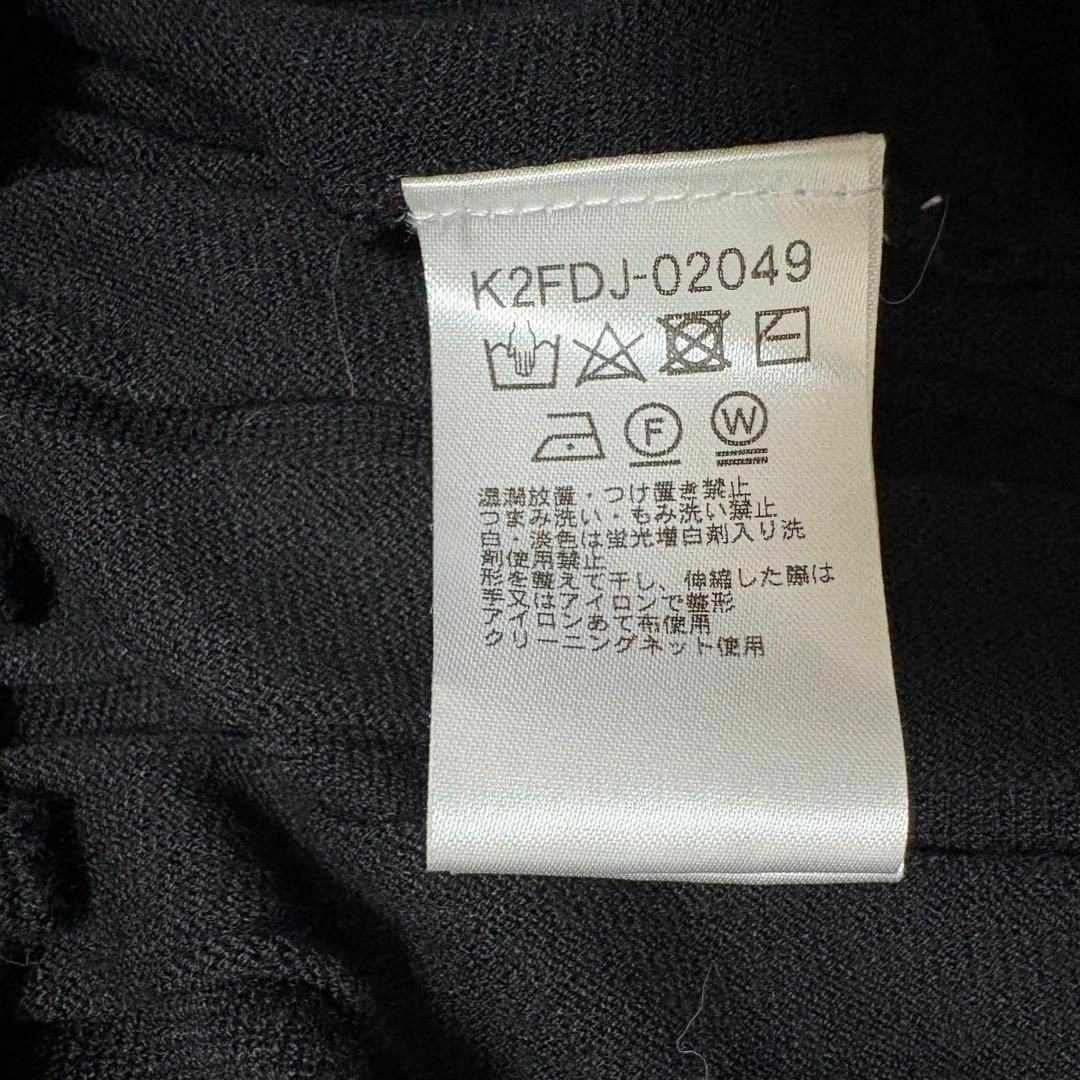 K2FDJ-02049
F W
湿潤放置・つけ置き禁止
つまみ洗い・もみ洗い禁止
白・淡色は蛍光増白剤入り洗
剤使用禁止
形を整えて干し、伸縮した際は
手又はアイロンで整形
アイロンあて布使用
クリーニングネット使用